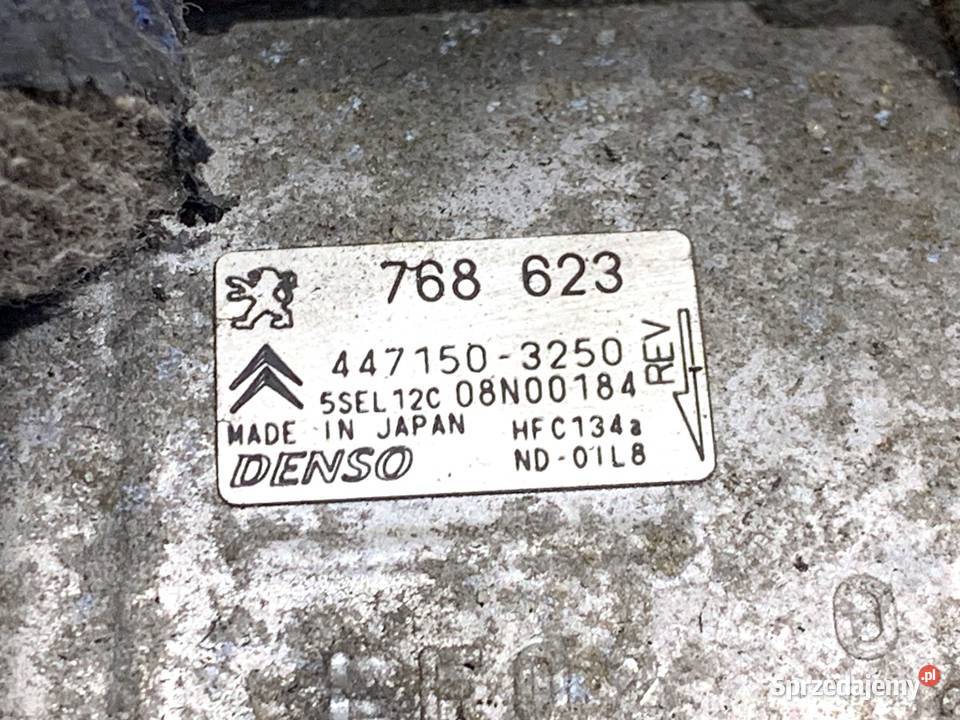 768 623
447150-3250
5SEL12C 08N00184
REV
MADE IN JAPAN HFC134a
DENSO ND-OIL8
D
Sprzedajemy.pl